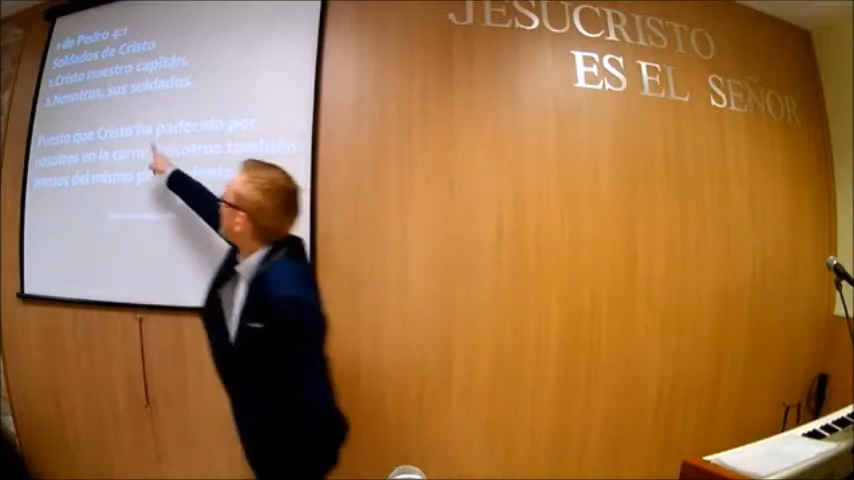 1 de Pedro 4:1
Soldados de Cristo
1. Cristo nuestro capitán.
2. Nosotros, sus soldados.
Puesto que Cristo ha padecido por
nosotros en la carne, vosotros también
armaos del mismo
JESUCRISTO
ES EL SEÑOR